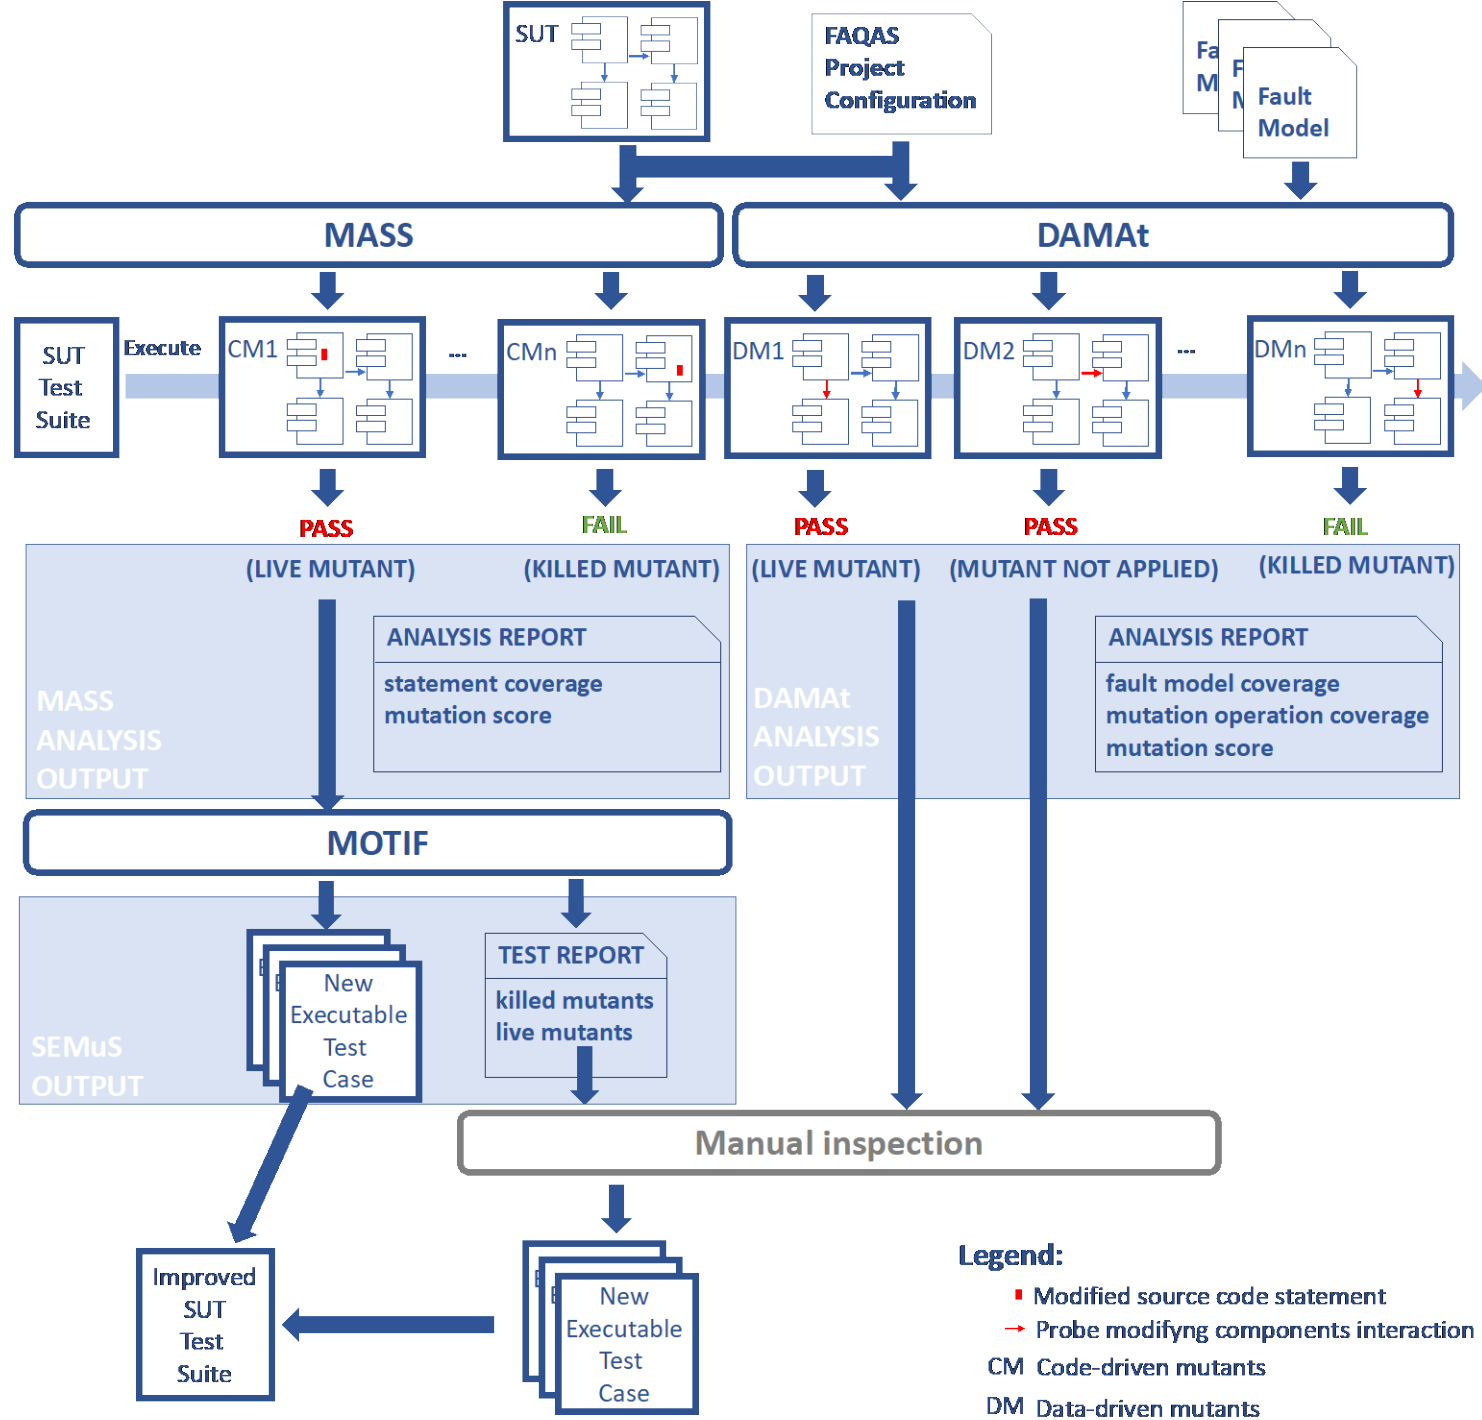 SUT
FAQAS
Project
Configuration
Fa
M
F
M
Fault
Model
MASS
DAMAt
SUT
Test
Suite
Execute
CM1
...
CMn
DM1
DM2
...
DMn
PASS
FAIL
PASS
PASS
FAIL
(LIVE MUTANT)
(KILLED MUTANT)
(LIVE MUTANT)
(MUTANT NOT APPLIED)
(KILLED MUTANT)
MASS
ANALYSIS
OUTPUT
ANALYSIS REPORT
statement coverage
mutation score
DAMAt
ANALYSIS
OUTPUT
ANALYSIS REPORT
fault model coverage
mutation operation coverage
mutation score
MOTIF
SEMuS
OUTPUT
E
E
New
Executable
Test
Case
TEST REPORT
killed mutants
live mutants
Manual inspection
Improved
SUT
Test
Suite
E
E
New
Executable
Test
Case
Legend:
Modified source code statement
Probe modifyng components interaction
CM Code-driven mutants
DM Data-driven mutants